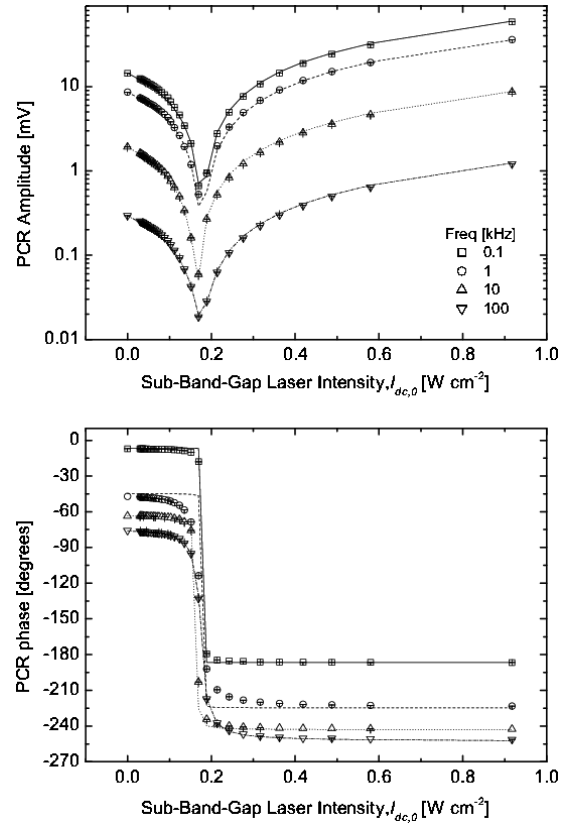 10
1
0.1
0.01
PCR Amplitude [mV]
Freq [kHz]
0.1
1
10
100
0.0 0.2 0.4 0.6 0.8 1.0
Sub-Band-Gap Laser Intensity,I_dc,0 [W cm⁻²]
0
-30
-60
-90
-120
-150
-180
-210
-240
-270
PCR phase [degrees]
0.0 0.2 0.4 0.6 0.8 1.0
Sub-Band-Gap Laser Intensity,I_dc,0 [W cm⁻²]